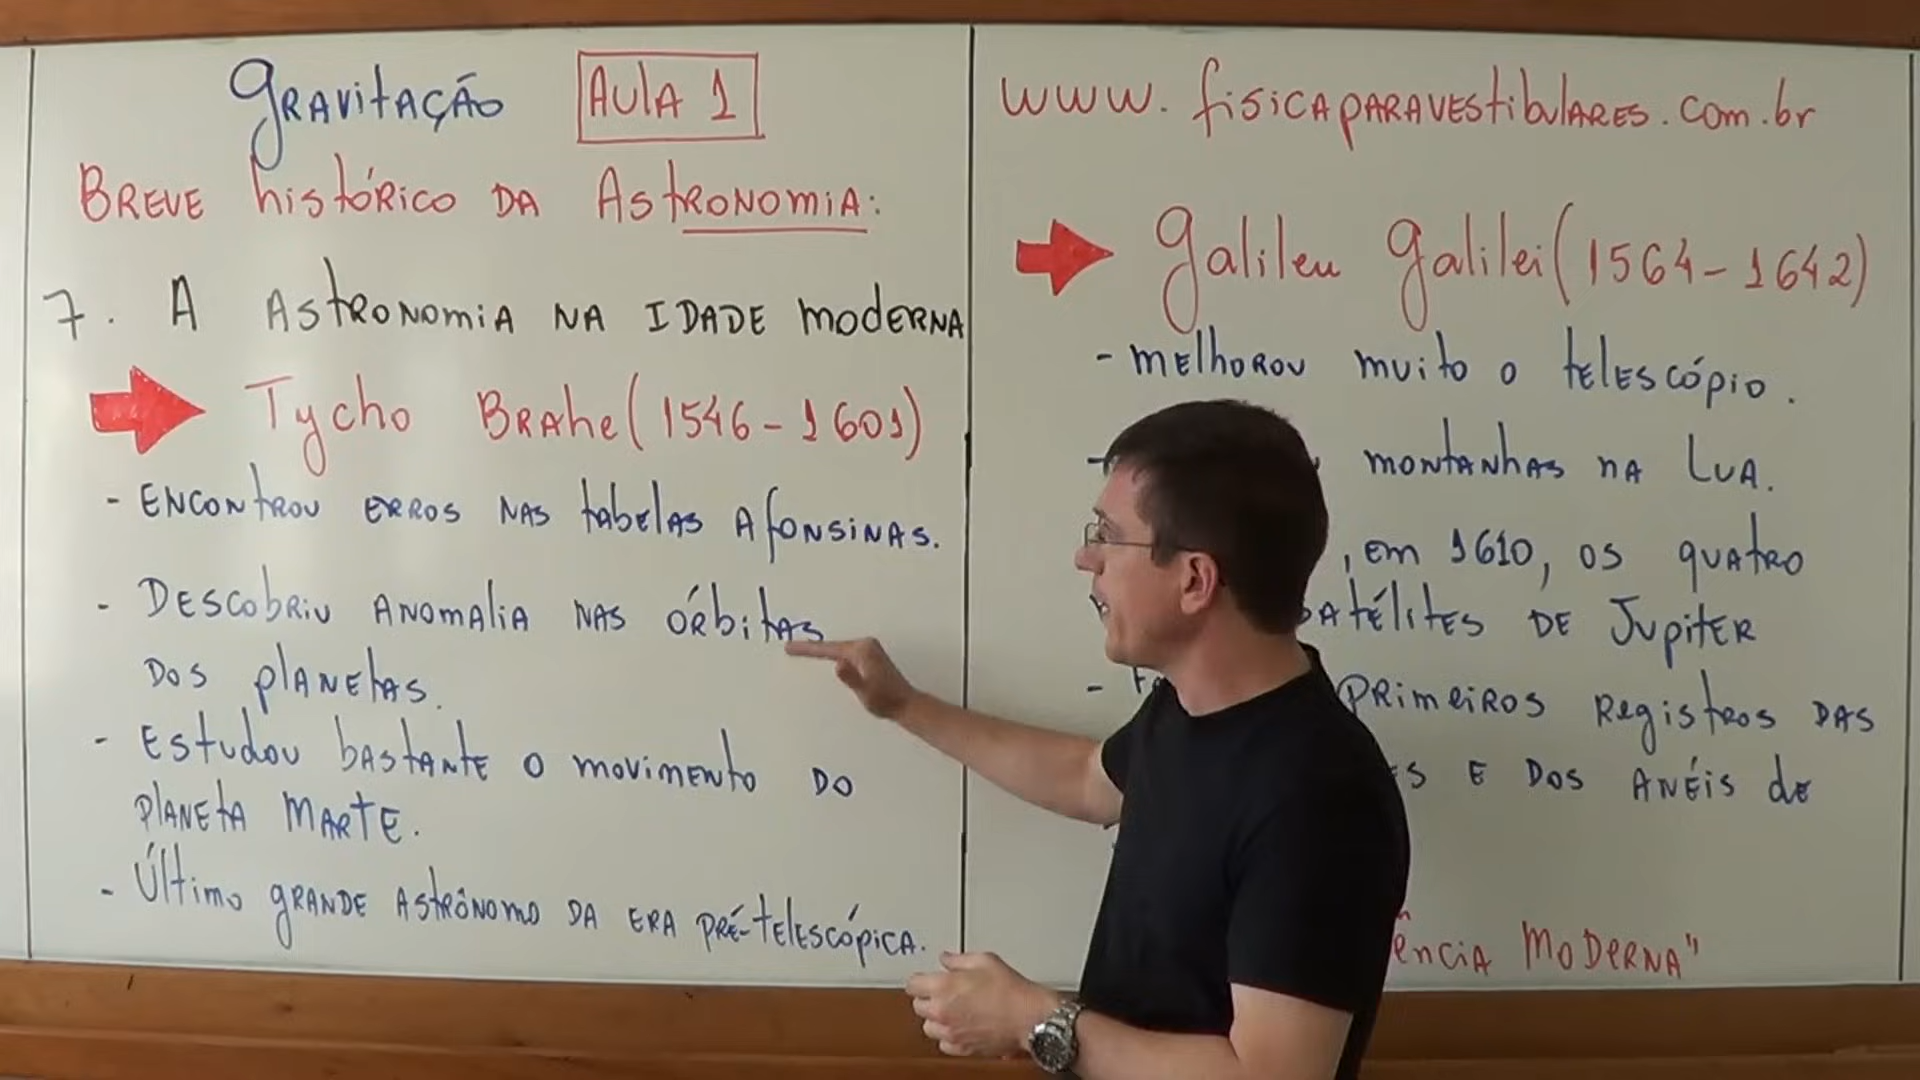 Gravitação Aula 1
Breve histórico da Astronomia:
7. A Astronomia na Idade moderna
Tycho Brahe (1546-1601)
- Encontrou erros nas tabelas Afonsinas.
- Descobriu anomalia nas órbitas
dos planetas.
- Estudou bastante o movimento do
planeta Marte.
- Último grande astrônomo da era pré-telescópica.
www.fisicaparavestibulares.com.br
Galileu Galilei (1564-1642)
- melhorou muito o telescópio.
montanhas na Lua.
, em 1610, os quatro
satélites de Jupiter
primeiros registros das
e dos anéis de
Moderna"